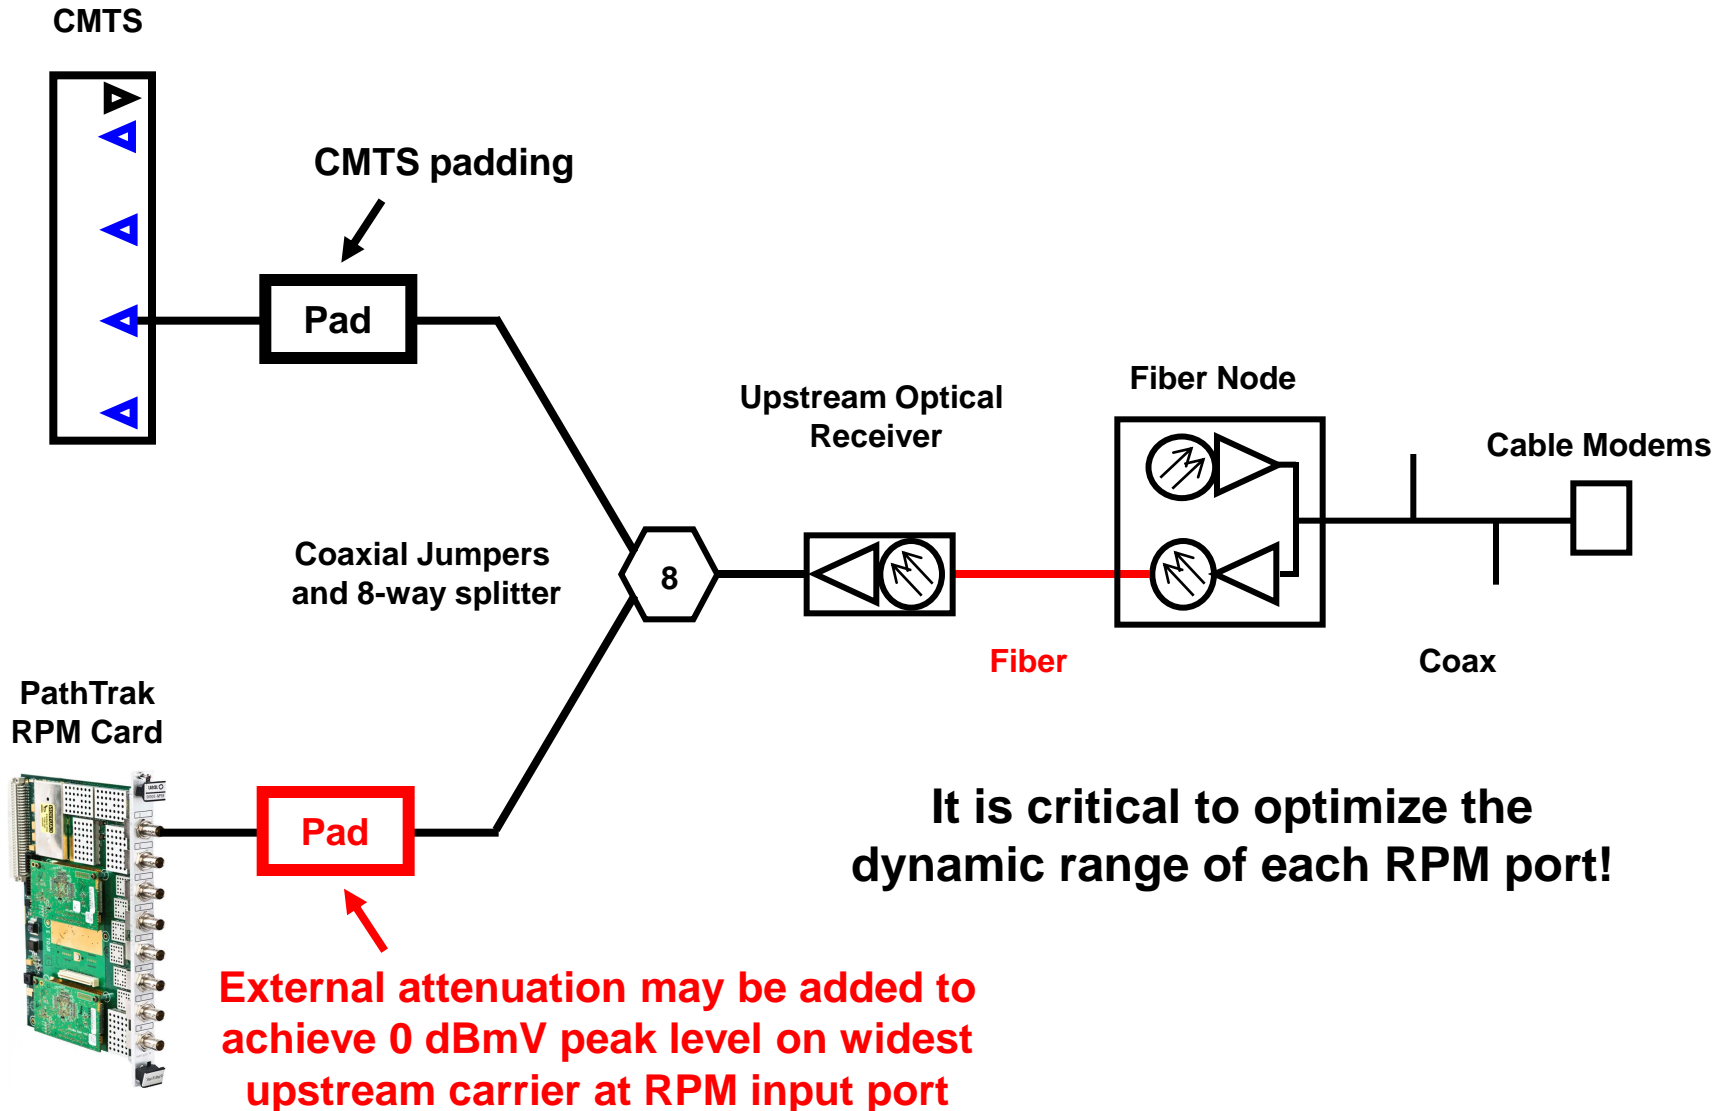 CMTS
CMTS padding
Pad
Upstream Optical
Receiver
Fiber Node
Cable Modems
Coaxial Jumpers
and 8-way splitter
8
Fiber
Coax
PathTrak
RPM Card
Pad
It is critical to optimize the
dynamic range of each RPM port!
External attenuation may be added to
achieve 0 dBmV peak level on widest
upstream carrier at RPM input port